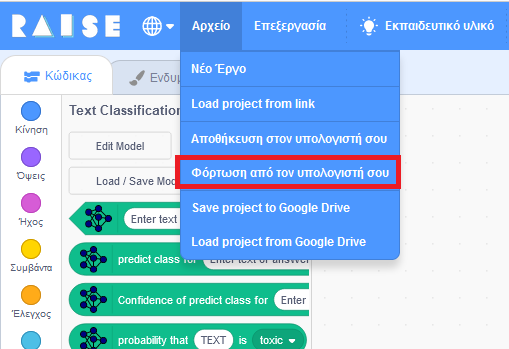 RAISE
Αρχείο
Επεξεργασία
Εκπαιδευτικό υλικό
Κώδικας
Ενδυμ
Νέο Έργο
Load project from link
Αποθήκευση στον υπολογιστή σου
Φόρτωση από τον υπολογιστή σου
Save project to Google Drive
Load project from Google Drive
Κίνηση
Όψεις
Ήχος
Συμβάντα
Έλεγχος
Text Classification
Edit Model
Load / Save Mod
Enter text
predict class for Enter text or answer
Confidence of predict class for Enter
probability that TEXT is toxic